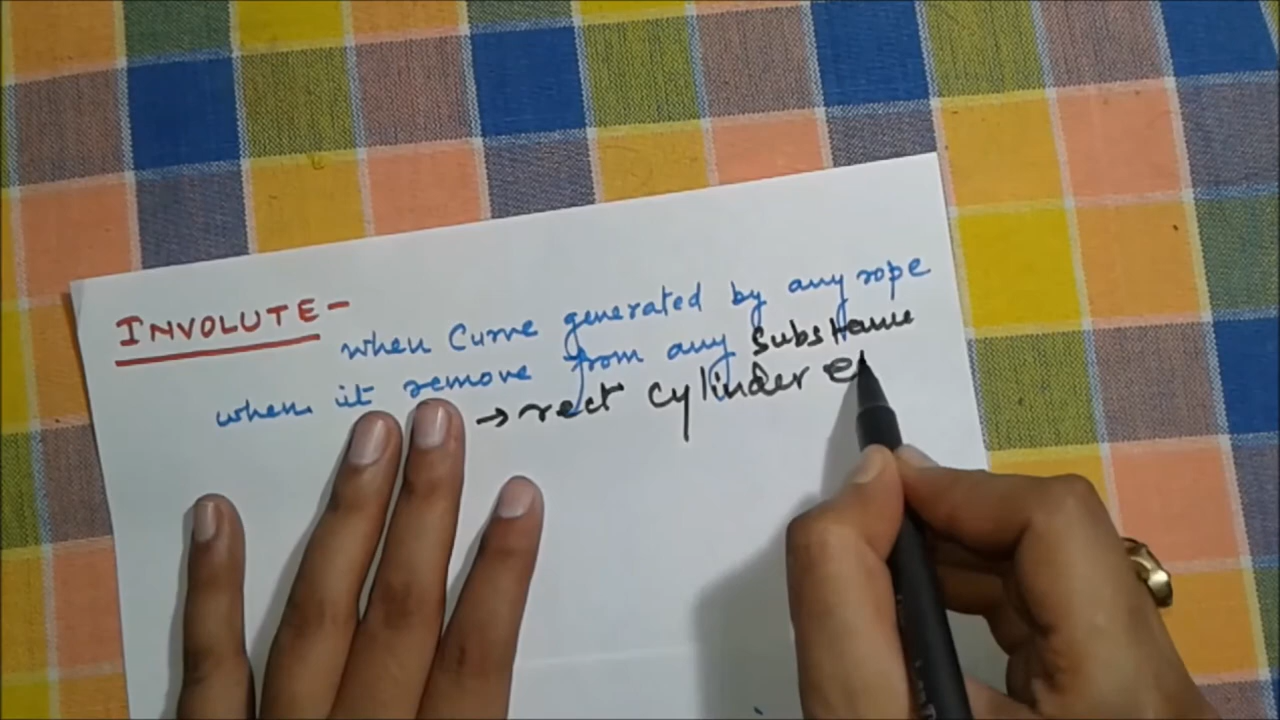 INVOLUTE -
when Curve generated by any rope
when it remove from any substance
→ rect cylinder e